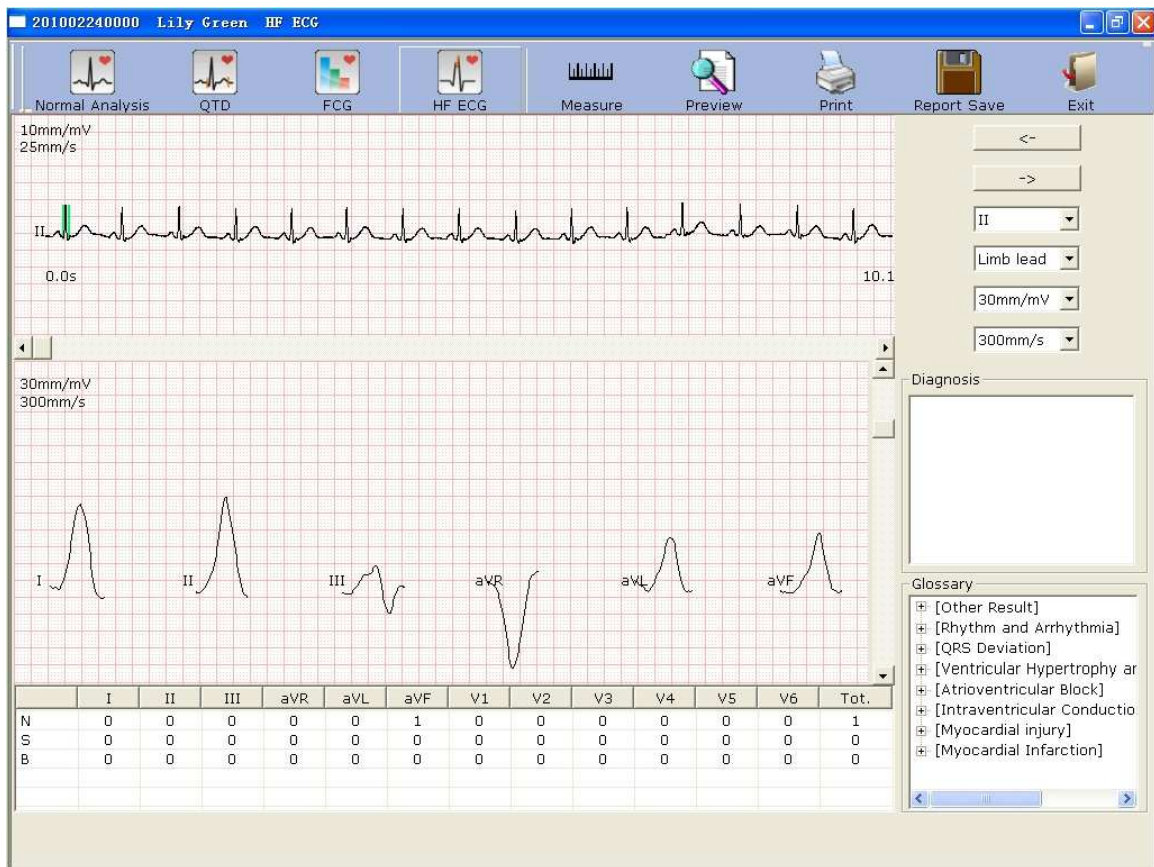 201002240000 Lily Green HF ECG
Normal Analysis QTD FCG HF ECG Measure Preview Print Report Save Exit
10mm/mV
25mm/s
II
0.0s 10.1
<-
->
II
Limb lead
30mm/mV
300mm/s
30mm/mV
300mm/s
I II III aVR aVL aVF
Diagnosis
Glossary
[Other Result]
[Rhythm and Arrhythmia]
[QRS Deviation]
[Ventricular Hypertrophy ar
[Atrioventricular Block]
[Intraventricular Conductio
[Myocardial injury]
[Myocardial Infarction]
I II III aVR aVL aVF V1 V2 V3 V4 V5 V6 Tot.
N 0 0 0 0 0 1 0 0 0 0 0 0 1
S 0 0 0 0 0 0 0 0 0 0 0 0 0
B 0 0 0 0 0 0 0 0 0 0 0 0 0